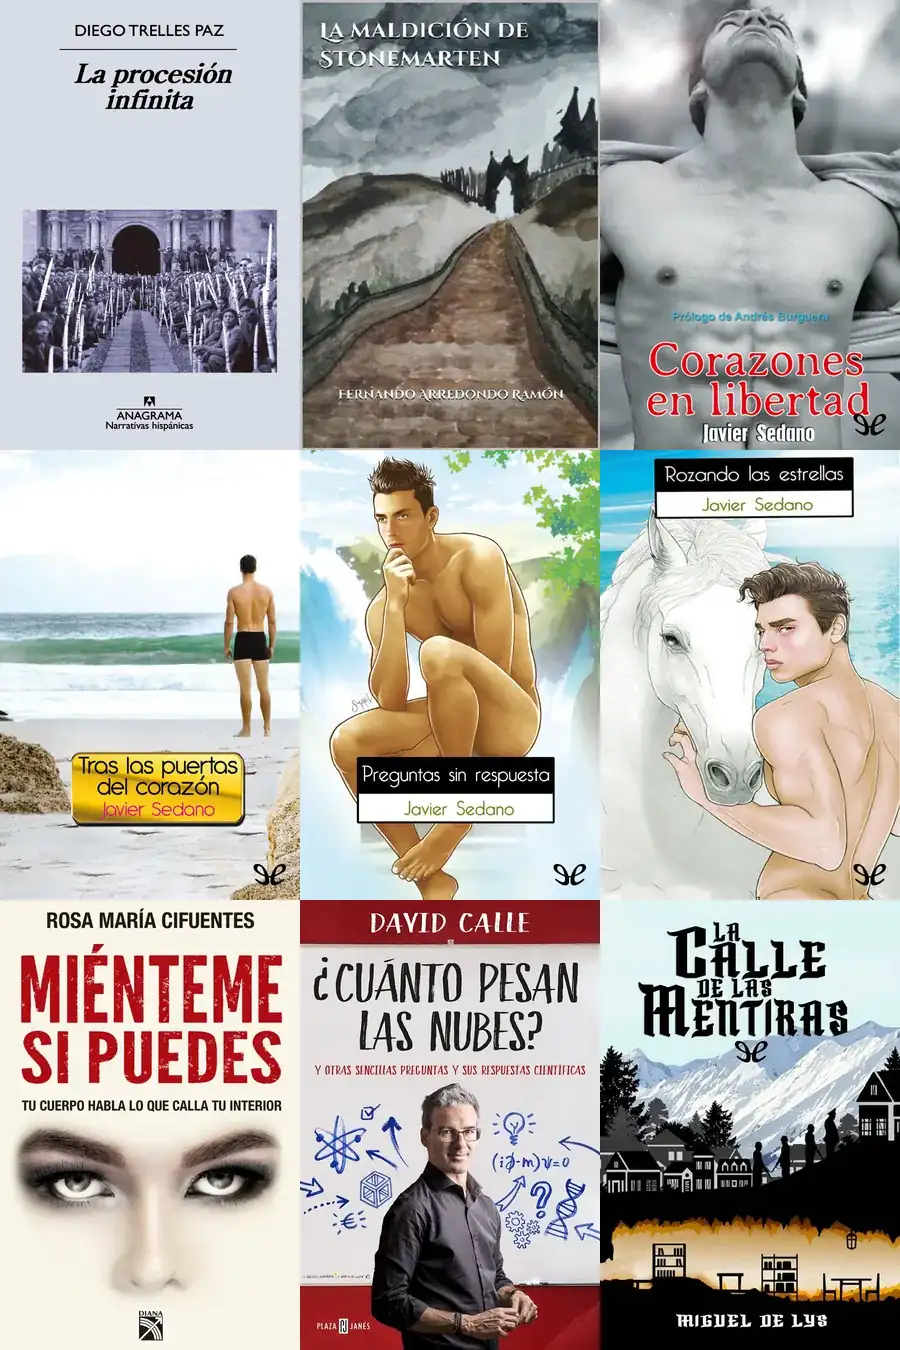 DIEGO TRELLES PAZ
La procesión
infinita
ANAGRAMA
Narrativas hispánicas
LA MALDICIÓN DE
STONEMARTEN
FERNANDO ARREDONDO RAMÓN
Prólogo de Andrés Burguera
Corazones
en libertad
Javier Sedano
Tras las puertas
del corazón
Javier Sedano
Preguntas sin respuesta
Javier Sedano
Rozando las estrellas
Javier Sedano
ROSA MARÍA CIFUENTES
MIÉNTEME
SI PUEDES
TU CUERPO HABLA LO QUE CALLA TU INTERIOR
DIANA
DAVID CALLE
¿CUÁNTO PESAN
LAS NUBES?
Y OTRAS SENCILLAS PREGUNTAS Y SUS RESPUESTAS CIENTÍFICAS
(i∂̸-m)ψ=0
?
€
PLAZA JANÉS
LA
CALLE
DE LAS
MENTIRAS
MIGUEL DE LYS